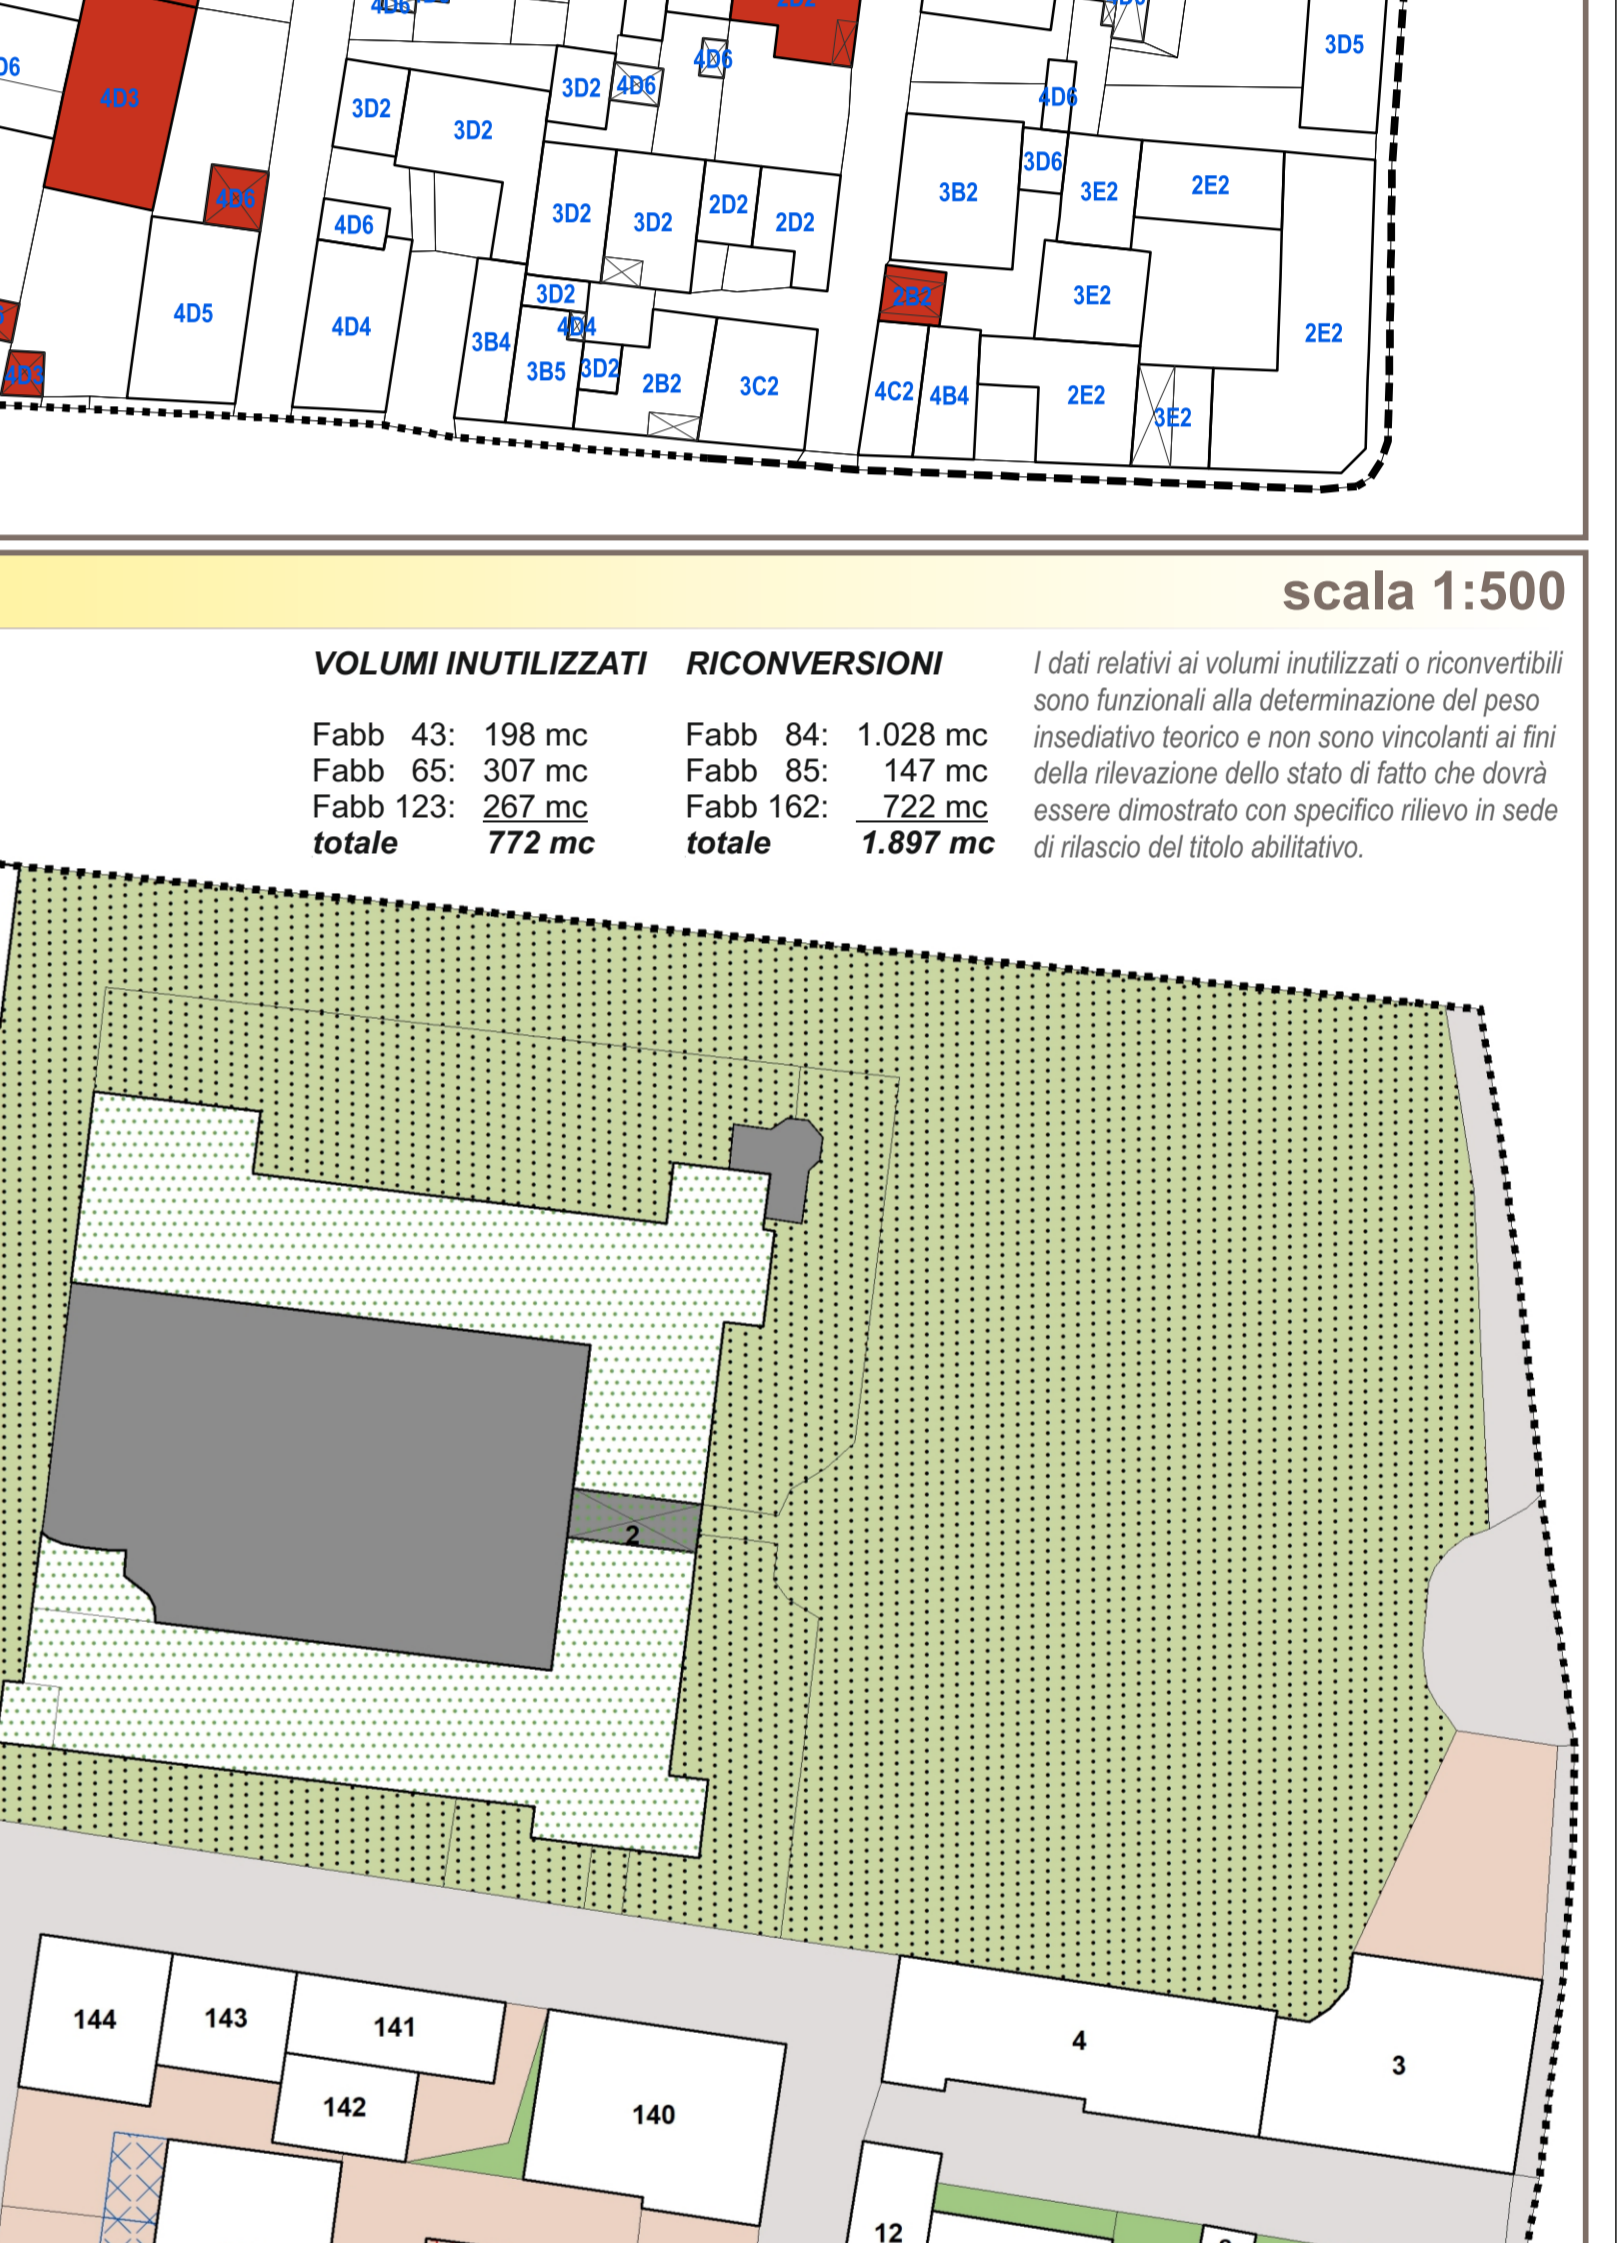 4D6
2D2
3D5
4D3
3D2
4D6
4D6
3D2
4D6
3D2
3D2
3B2
3D6
3E2
2E2
4D6
4D6
3D2
3D2
2D2
2D2
4D5
4D4
3B4
3D2
4D4
3B5
3D2
2B2
3C2
2B2
3E2
2E2
4D3
4C2
4B4
2E2
3E2
scala 1:500
VOLUMI INUTILIZZATI
Fabb 43: 198 mc
Fabb 65: 307 mc
Fabb 123: 267 mc
totale 772 mc
RICONVERSIONI
Fabb 84: 1.028 mc
Fabb 85: 147 mc
Fabb 162: 722 mc
totale 1.897 mc
I dati relativi ai volumi inutilizzati o riconvertibili
sono funzionali alla determinazione del peso
insediativo teorico e non sono vincolanti ai fini
della rilevazione dello stato di fatto che dovrà
essere dimostrato con specifico rilievo in sede
di rilascio del titolo abilitativo.
2
144
143
141
142
140
4
3
12